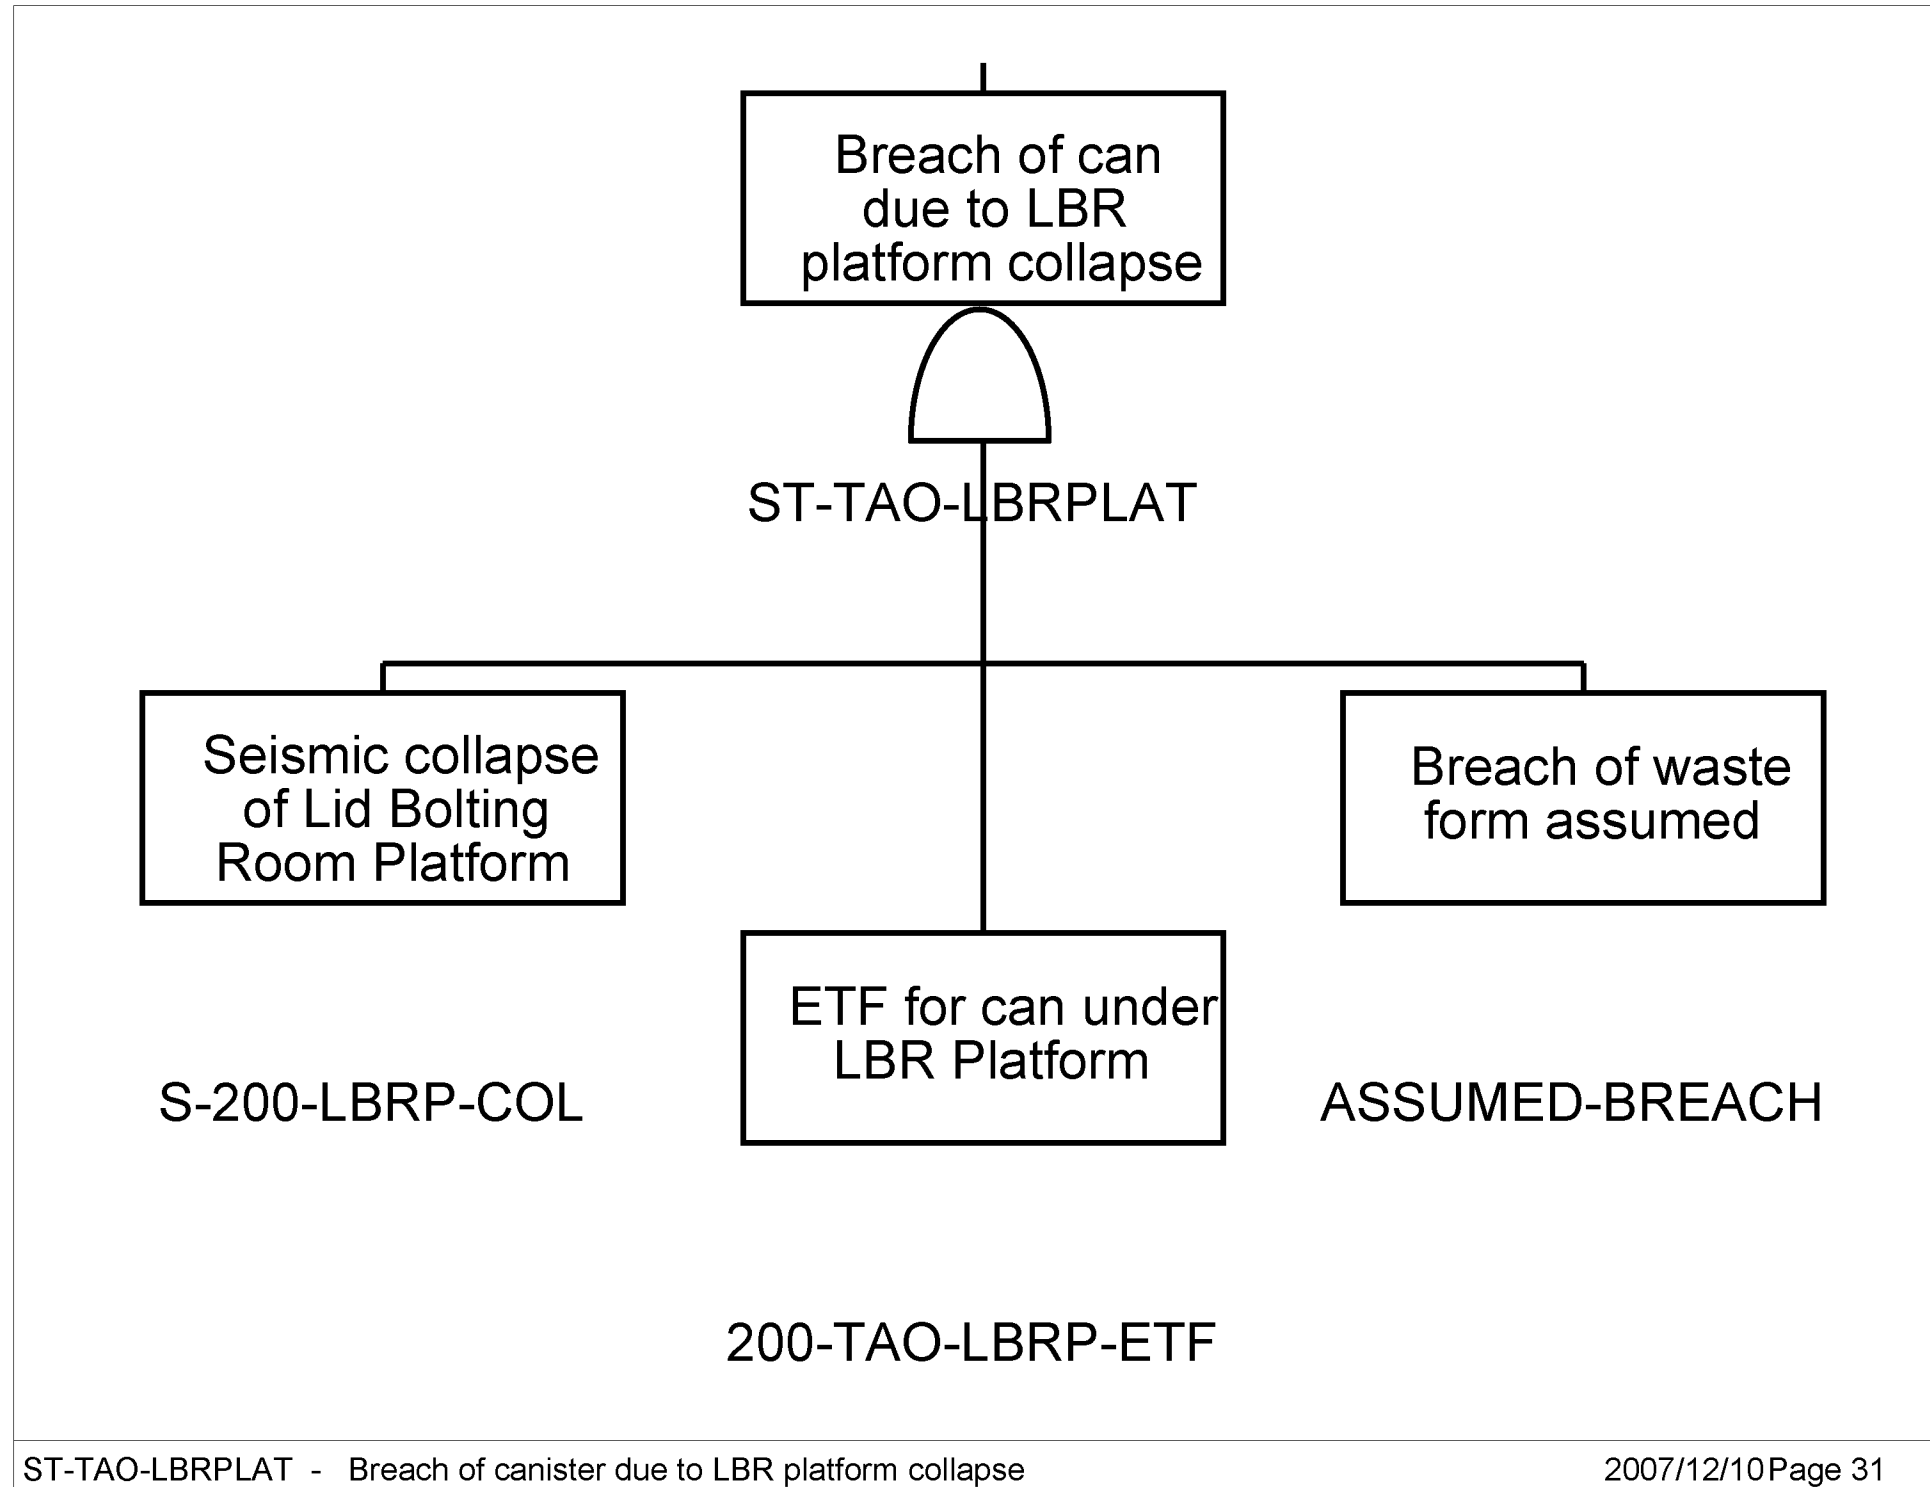 Breach of can
due to LBR
platform collapse
ST-TAO-LBRPLAT
Seismic collapse
of Lid Bolting
Room Platform
Breach of waste
form assumed
ETF for can under
LBR Platform
S-200-LBRP-COL
ASSUMED-BREACH
200-TAO-LBRP-ETF
ST-TAO-LBRPLAT - Breach of canister due to LBR platform collapse
2007/12/10 Page 31